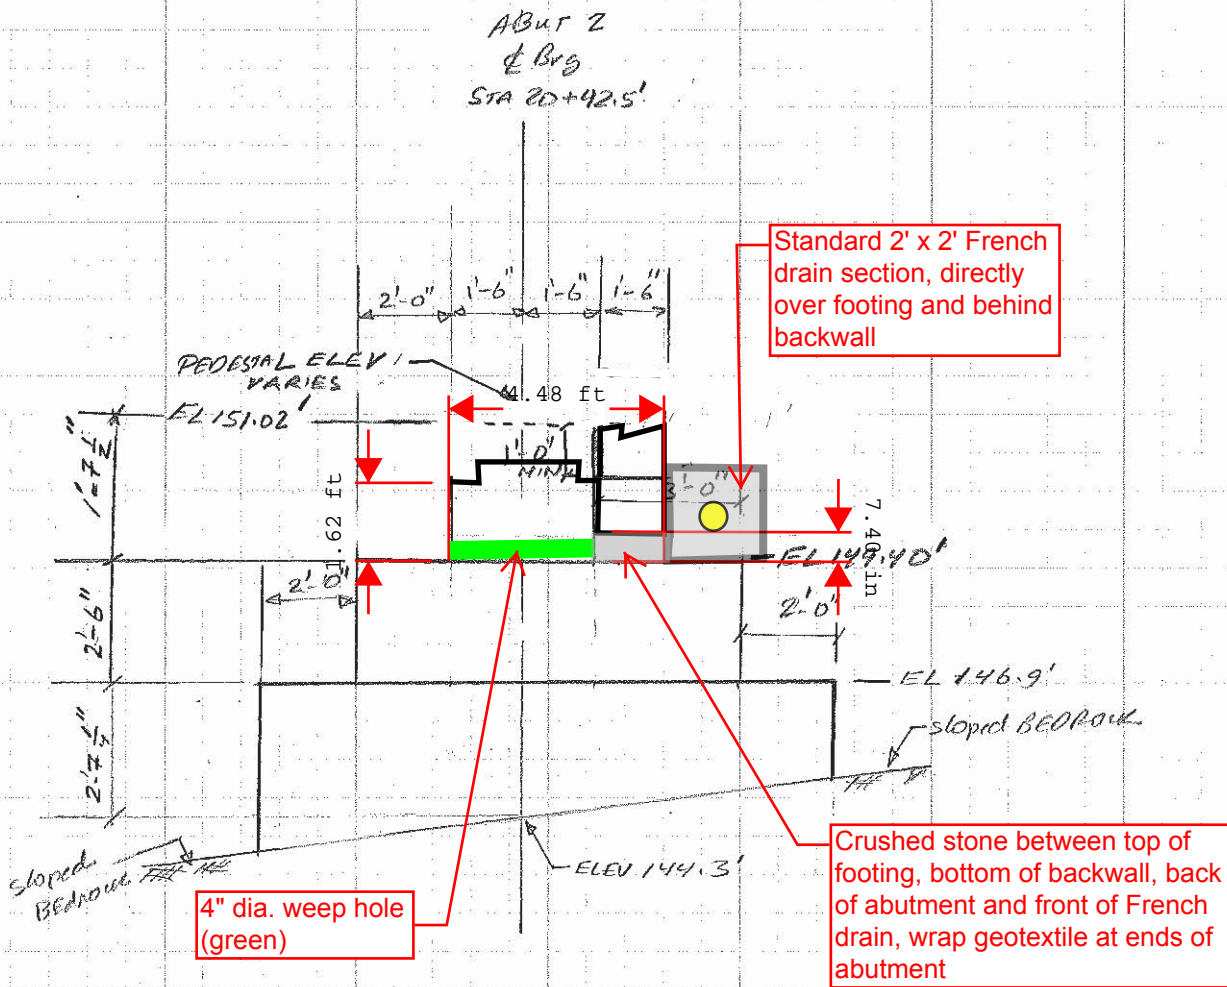 ABUT 2
℄ Brg
STA 20+42.5'
Standard 2' x 2' French
drain section, directly
over footing and behind
backwall
2'-0"
1'-6"
1'-6"
1'-6"
PEDESTAL ELEV
VARIES
4.48 ft
EL 151.02'
1'-7 1/2"
1'-0"
MIN
3'-0"
1.62 ft
7.40 in
EL 149.40'
2'-0"
2'-0"
2'-6"
EL 146.9'
sloped BEDROCK
2'-7 1/4"
ELEV 144.3'
sloped
BEDROCK
4" dia. weep hole
(green)
Crushed stone between top of
footing, bottom of backwall, back
of abutment and front of French
drain, wrap geotextile at ends of
abutment